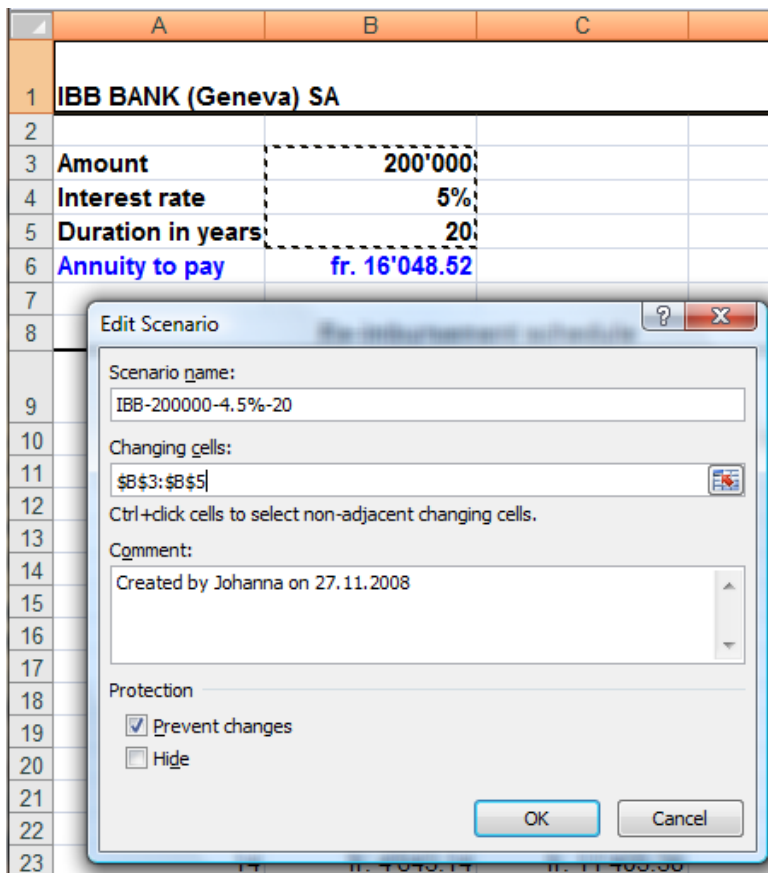 A B C
1 IBB BANK (Geneva) SA
2
3 Amount 200'000
4 Interest rate 5%
5 Duration in years 20
6 Annuity to pay fr. 16'048.52
7
Edit Scenario ? X
8
Scenario name:
9 IBB-200000-4.5%-20
10 Changing cells:
11 $B$3:$B$5
12 Ctrl+click cells to select non-adjacent changing cells.
13 Comment:
14 Created by Johanna on 27.11.2008
15
16
17
18 Protection
19 Prevent changes
20 Hide
21
22 OK Cancel
23